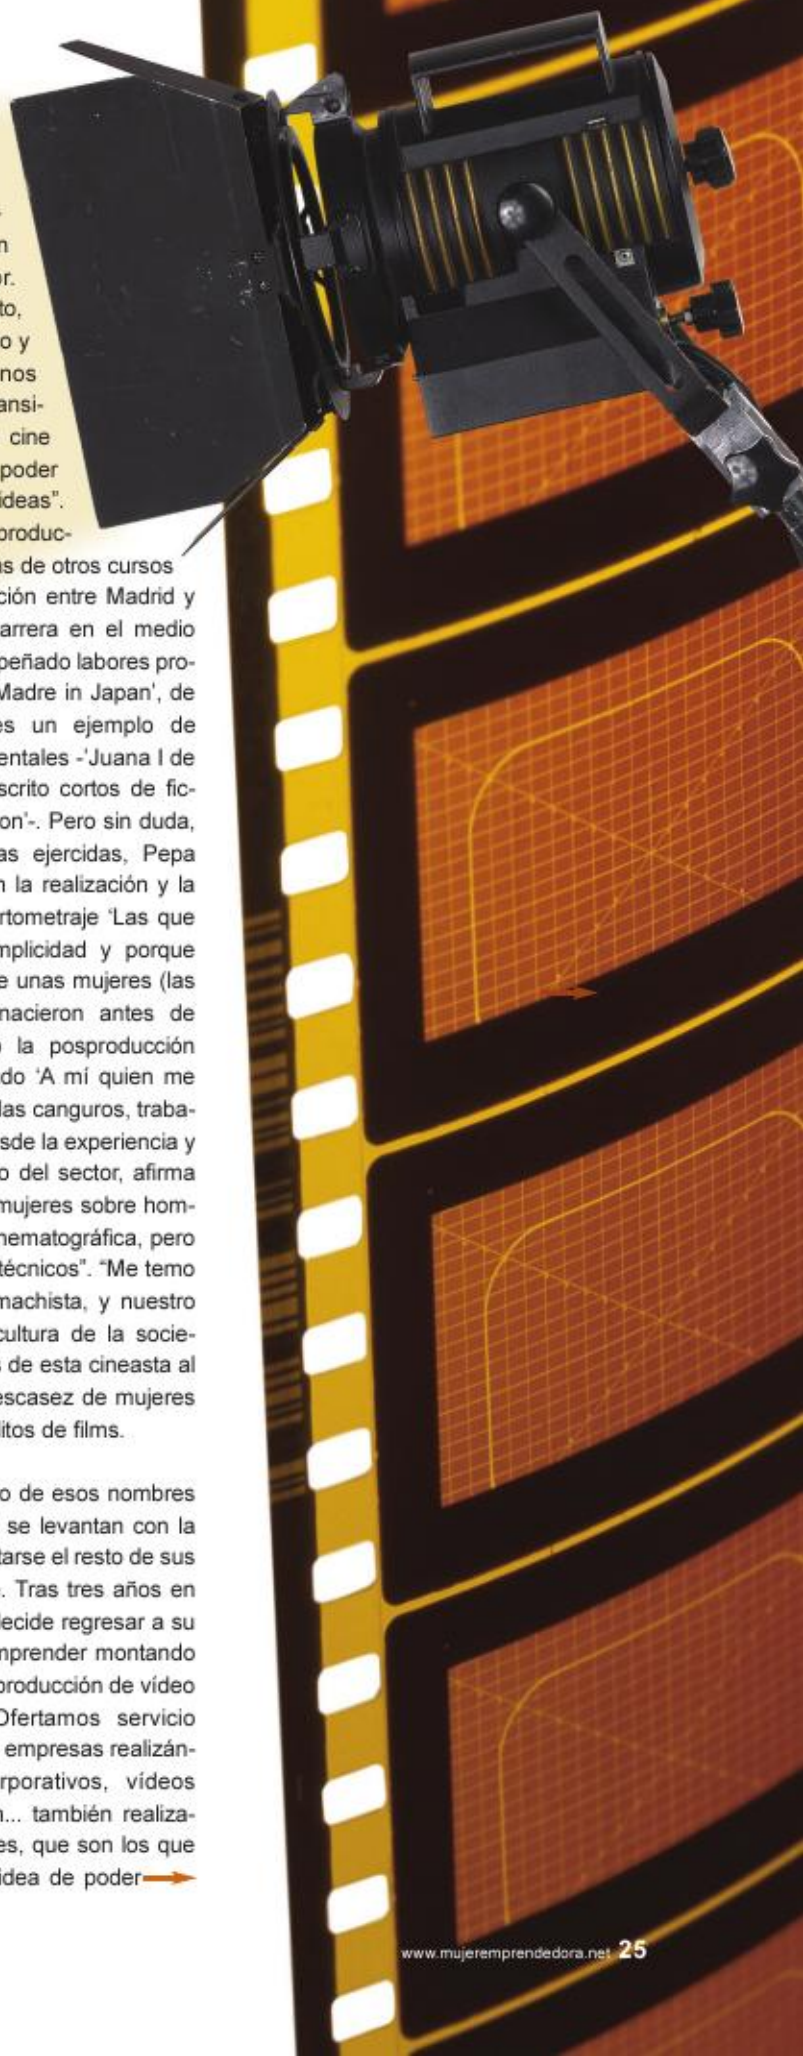 n
or.
to,
o y
nos
ansi-
cine
poder
ideas”.
produc-
as de otros cursos
ción entre Madrid y
arrera en el medio
peñado labores pro-
Madre in Japan’, de
es un ejemplo de
entales -’Juana I de
scrito cortos de fic-
on’-. Pero sin duda,
as ejercidas, Pepa
n la realización y la
rtometraje ‘Las que
mplicidad y porque
e unas mujeres (las
nacieron antes de
o la posproducción
do ‘A mí quien me
las canguros, traba-
sde la experiencia y
o del sector, afirma
mujeres sobre hom-
nematográfica, pero
técnicos”. “Me temo
machista, y nuestro
cultura de la socie-
s de esta cineasta al
escasez de mujeres
litos de films.
o de esos nombres
se levantan con la
tarse el resto de sus
. Tras tres años en
decide regresar a su
mprender montando
producción de vídeo
Ofertamos servicio
empresas realizán-
rporativos, vídeos
n... también realiza-
es, que son los que
idea de poder
www.mujeremprendedora.net 25